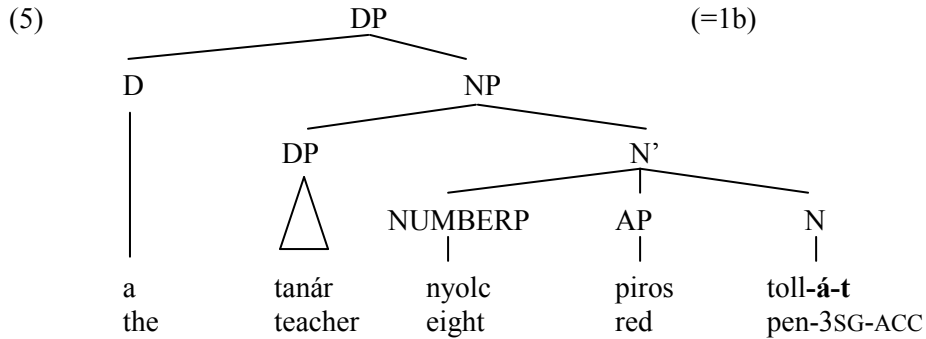 (5) DP (=1b)
D NP
DP N’
NUMBERP AP N
a tanár nyolc piros toll-á-t
the teacher eight red pen-3SG-ACC